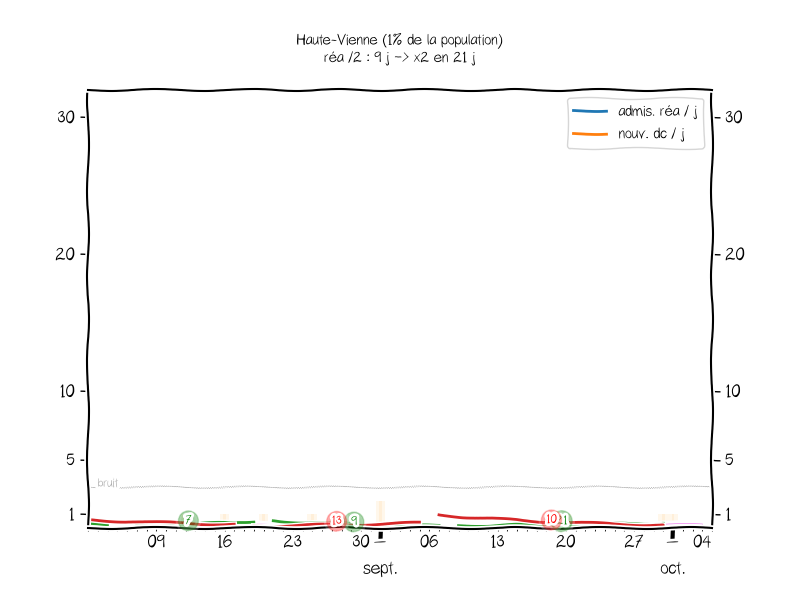 Haute-Vienne (1% de la population)
réa /2 : 9 j -> x2 en 21 j
admis. réa / j
nouv. dc / j
30 30
20 20
10 10
5 5
bruit
1 1
7 13 9 10
09 16 23 30 06 13 20 27 04
sept. oct.